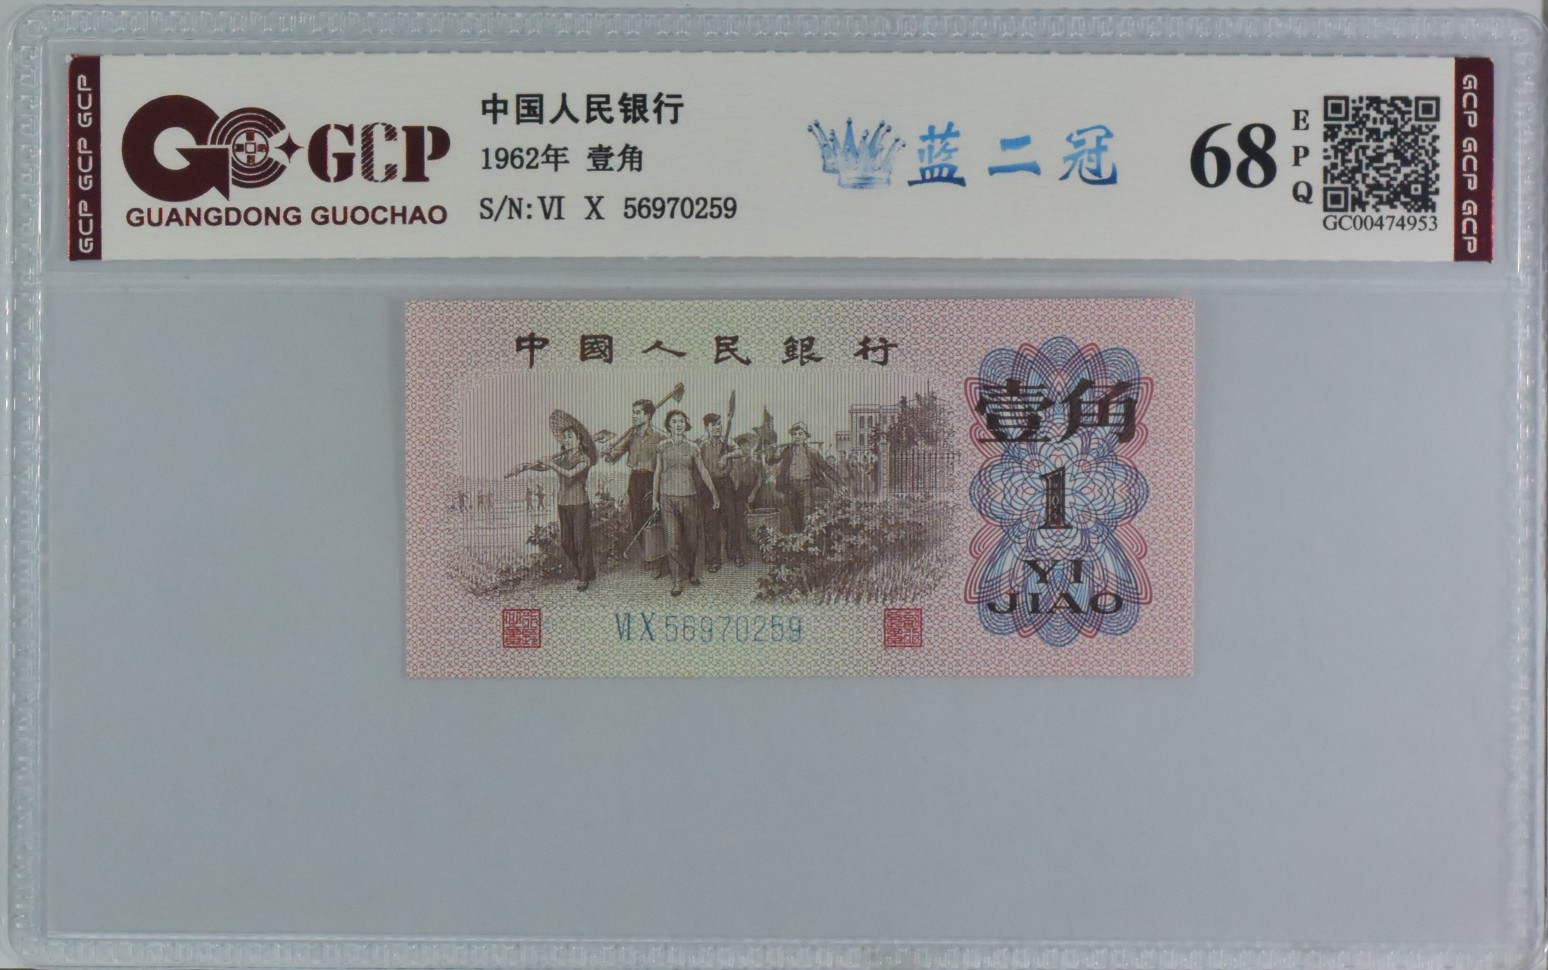 GCP GCP GCP
GCP
GUANGDONG GUOCHAO
中国人民银行
1962年 壹角
S/N:Ⅵ X 56970259
蓝二冠
68
EPQ
GC00474953
GCP GCP GCP
中國人民銀行
壹角
1
YI
JIAO
ⅥX56970259